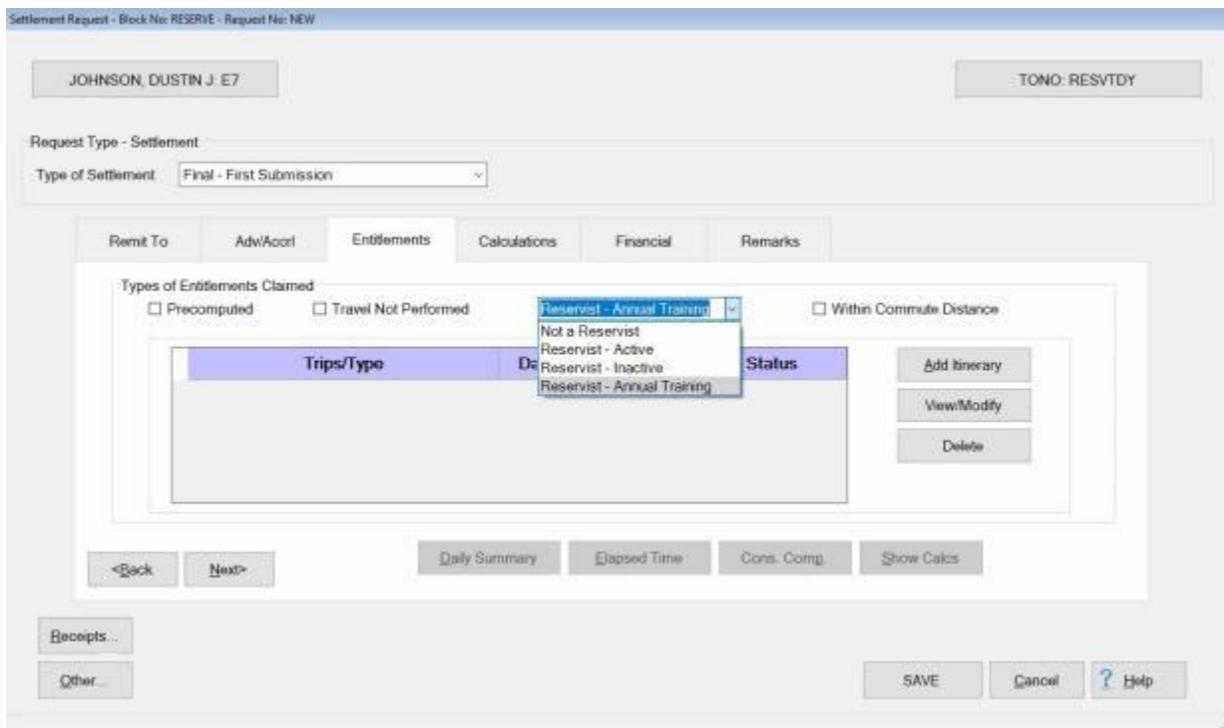 Settlement Request - Block No: RESERVE - Request No: NEW
JOHNSON, DUSTIN J: E7
TONO: RESVTDY
Request Type - Settlement
Type of Settlement Final - First Submission
Remit To Adv/Accrl Entitlements Calculations Financial Remarks
Types of Entitlements Claimed
Precomputed Travel Not Performed Reservist - Annual Training Within Commute Distance
Not a Reservist
Reservist - Active
Reservist - Inactive
Reservist - Annual Training
Trips/Type Da Status
Add Itinerary
View/Modify
Delete
Daily Summary Elapsed Time Cons. Comp. Show Calcs
<Back Next>
Receipts...
Other...
SAVE Cancel ? Help